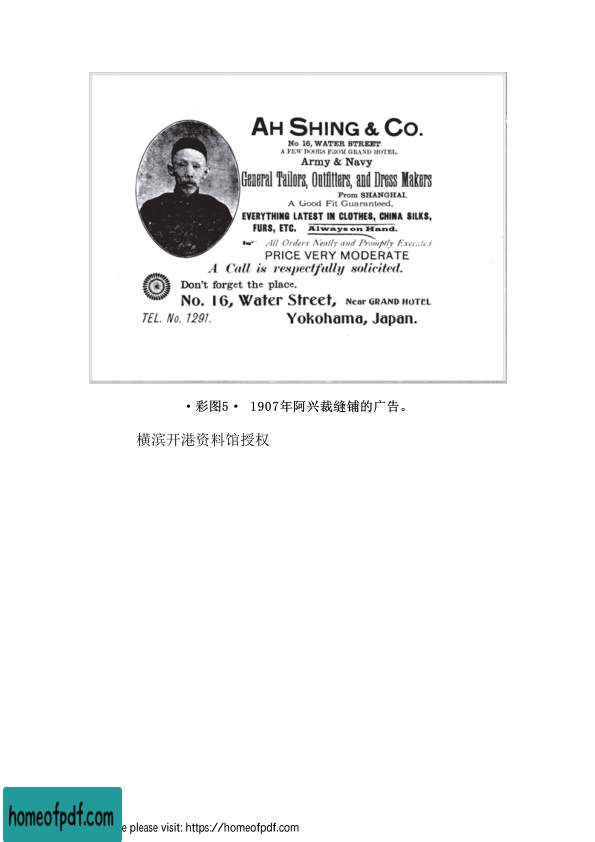 AH SHING & CO.
No. 16, WATER STREET.
A FEW DOORS FROM GRAND HOTEL.
Army & Navy
General Tailors, Outfitters, and Dress Makers
From SHANGHAI.
A Good Fit Guaranteed,
EVERYTHING LATEST IN CLOTHES, CHINA SILKS,
FURS, ETC. Always on Hand.
All Orders Neatly and Promptly Executed
PRICE VERY MODERATE
A Call is respectfully solicited.
Don't forget the place.
No. 16, Water Street, Near GRAND HOTEL
TEL. No. 1291. Yokohama, Japan.
·彩图5· 1907年阿兴裁缝铺的广告。
横滨开港资料馆授权
homeofpdf.com
e please visit: https://homeofpdf.com